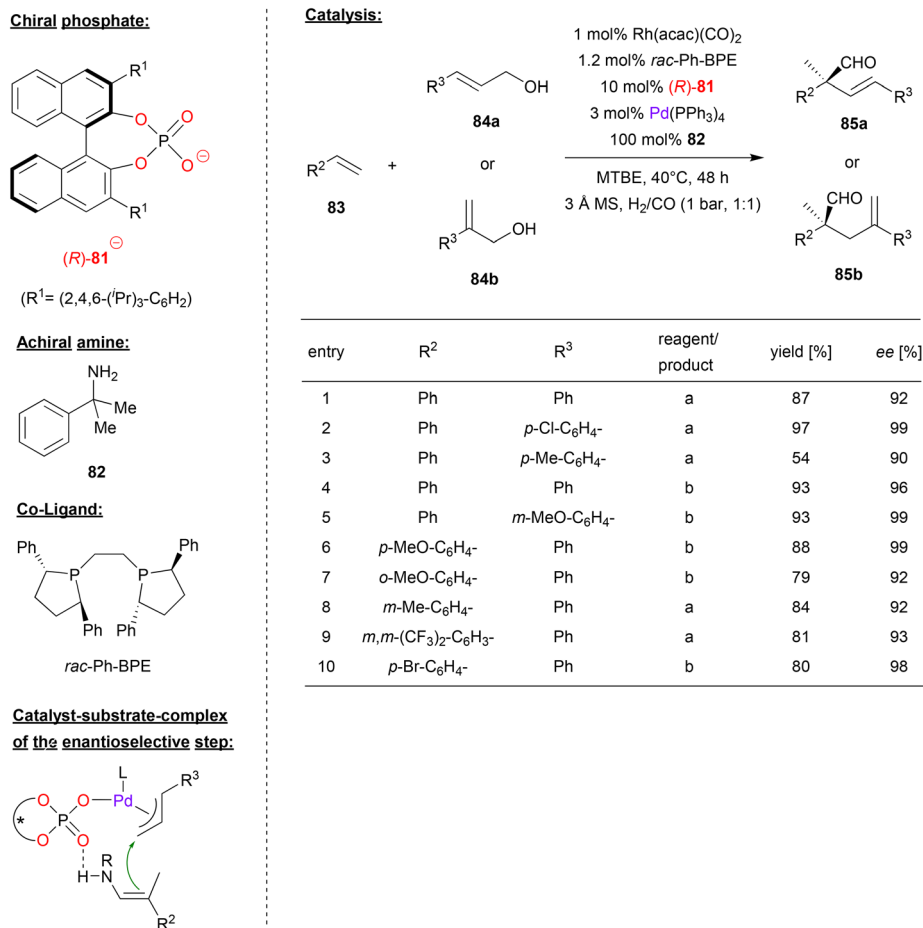 Chiral phosphate:
R¹
O
O
P
O
O ⊖
R¹
(R)-81 ⊖
(R¹= (2,4,6-(ⁱPr)₃-C₆H₂)
Achiral amine:
NH₂
Me
Me
82
Co-Ligand:
Ph
Ph
P
P
Ph
Ph
rac-Ph-BPE
Catalyst-substrate-complex
of the enantioselective step:
L
R³
O
O
Pd
*
P
O
O
R
H-N
R²
Catalysis:
R³
OH
84a
R²
+
or
83
R³
OH
84b
1 mol% Rh(acac)(CO)₂
1.2 mol% rac-Ph-BPE
10 mol% (R)-81
3 mol% Pd(PPh₃)₄
100 mol% 82
MTBE, 40°C, 48 h
3 Å MS, H₂/CO (1 bar, 1:1)
CHO
R²
R³
85a
or
CHO
R²
R³
85b
entry R² R³ reagent/ product yield [%] ee [%]
1 Ph Ph a 87 92
2 Ph p-Cl-C₆H₄- a 97 99
3 Ph p-Me-C₆H₄- a 54 90
4 Ph Ph b 93 96
5 Ph m-MeO-C₆H₄- b 93 99
6 p-MeO-C₆H₄- Ph b 88 99
7 o-MeO-C₆H₄- Ph b 79 92
8 m-Me-C₆H₄- Ph a 84 92
9 m,m-(CF₃)₂-C₆H₃- Ph a 81 93
10 p-Br-C₆H₄- Ph b 80 98